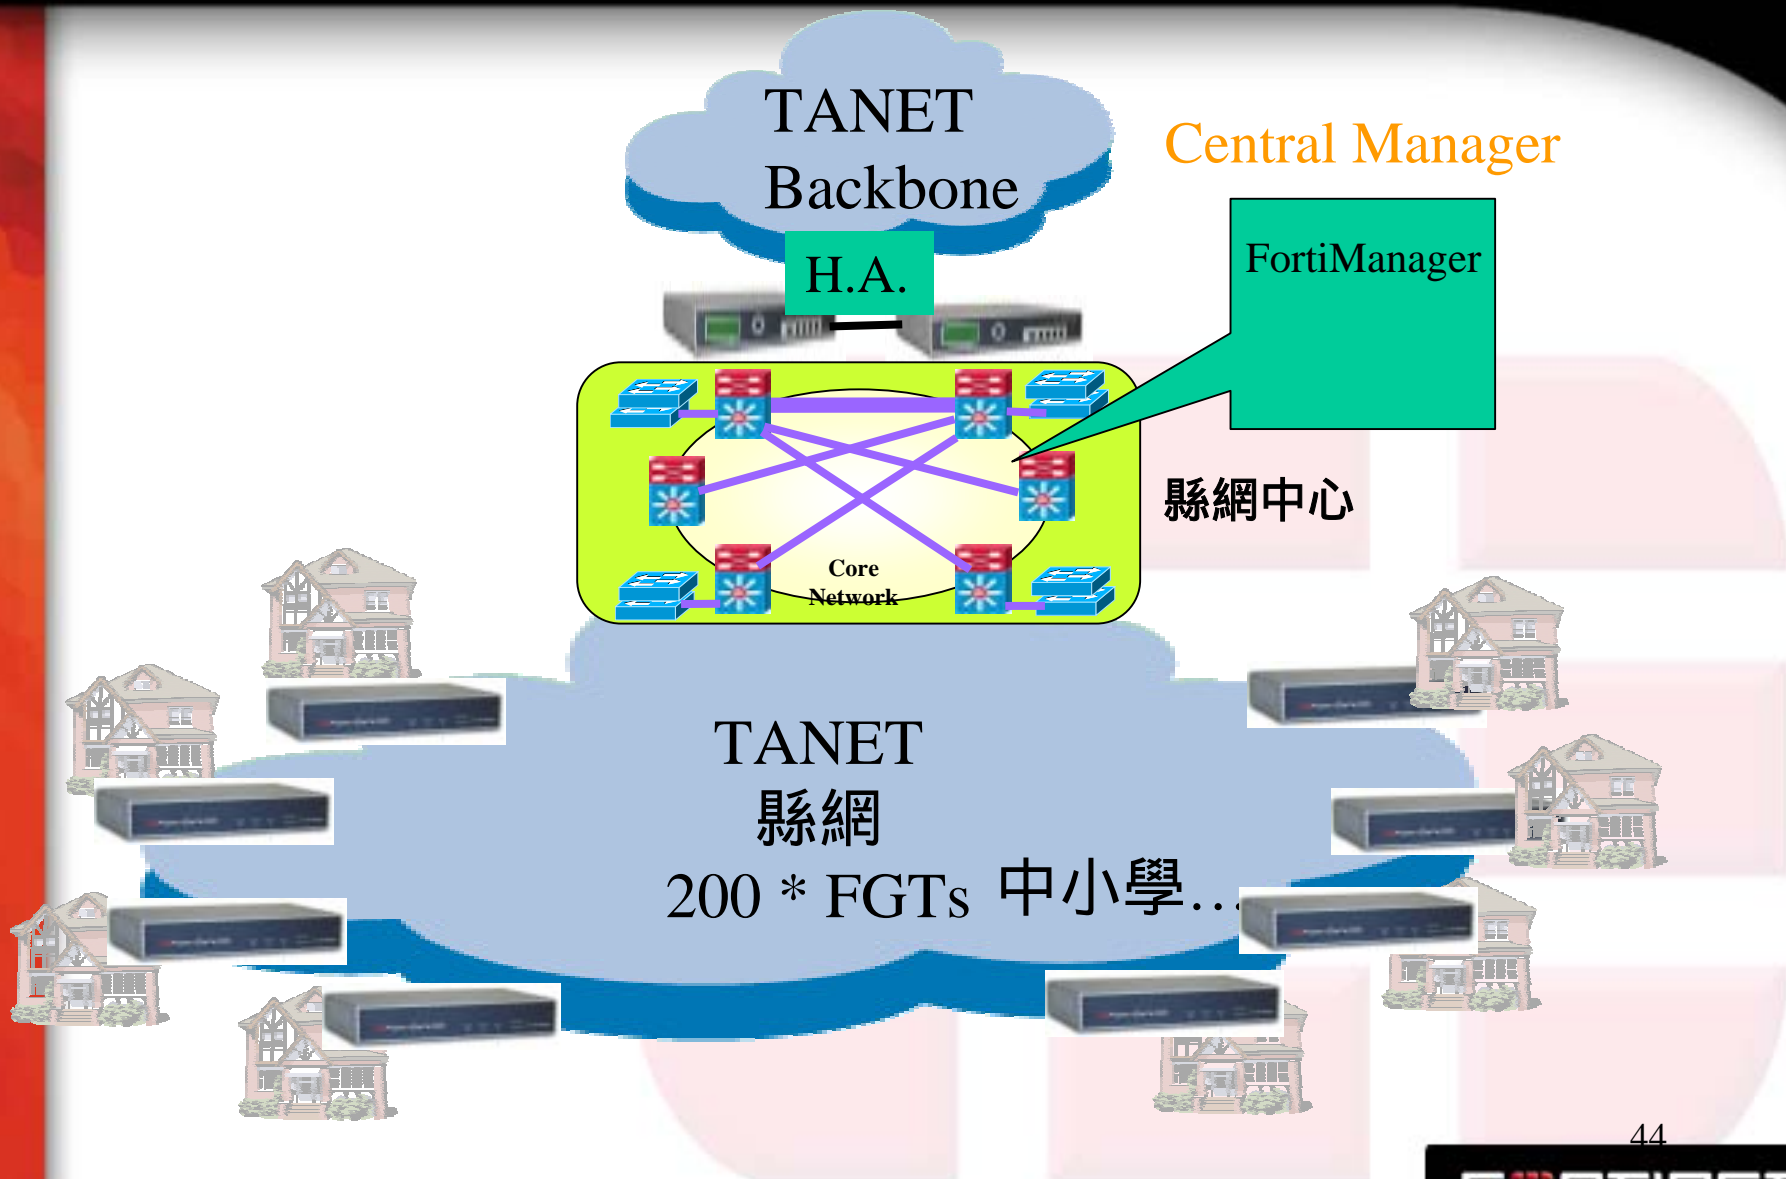 TANET
Backbone
Central Manager
H.A.
FortiManager
縣網中心
Core
Network
TANET
縣網
200 * FGTs 中小學...
44